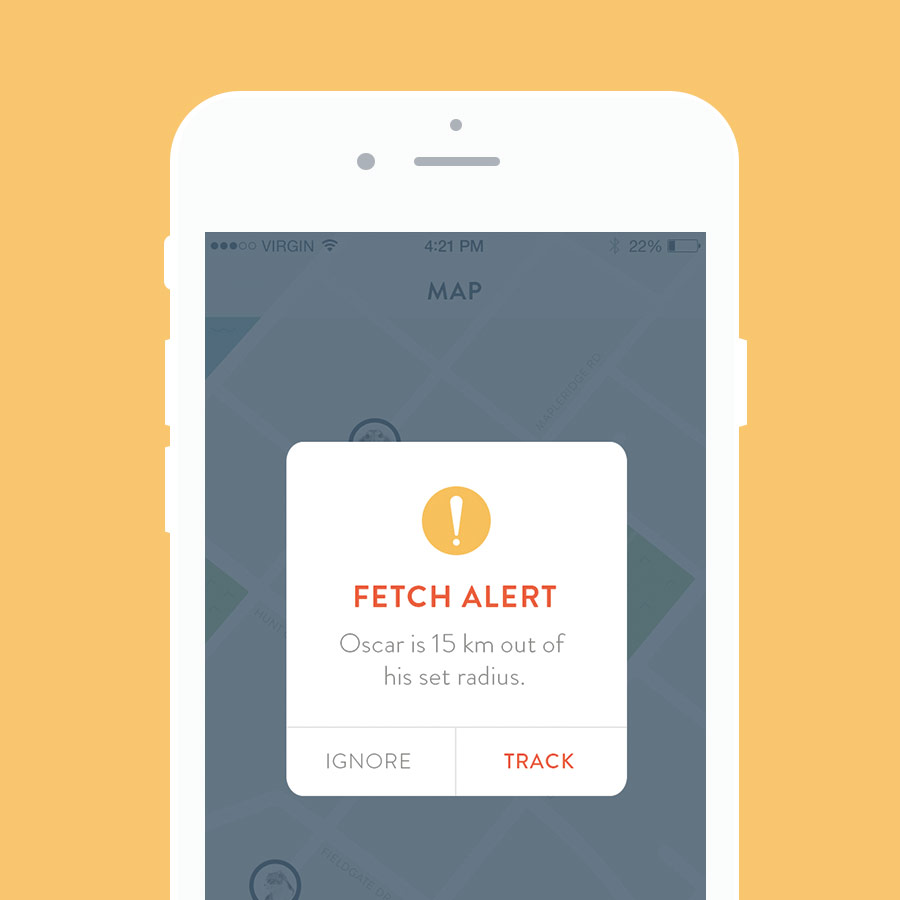 VIRGIN 4:21 PM 22%
MAP
MAPLERIDGE RD.
FETCH ALERT
Oscar is 15 km out of
his set radius.
IGNORE TRACK
FIELDGATE DR